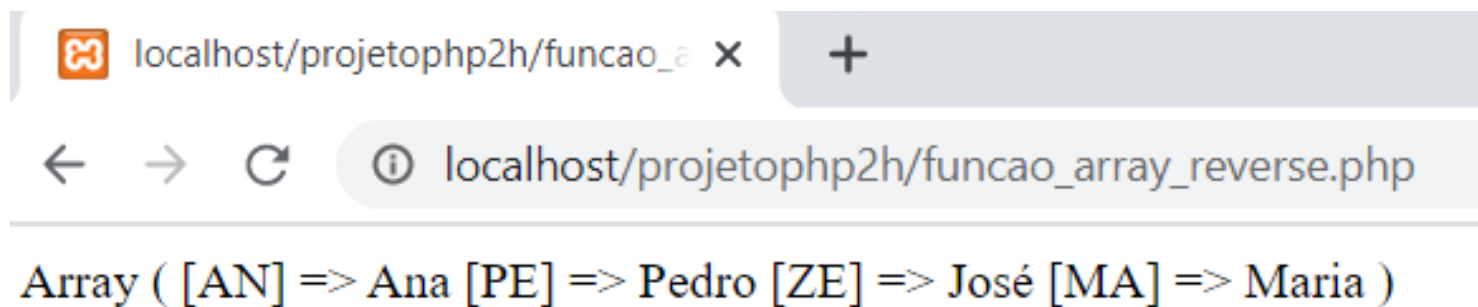 localhost/projetophp2h/funcao_a
localhost/projetophp2h/funcao_array_reverse.php
Array ( [AN] => Ana [PE] => Pedro [ZE] => José [MA] => Maria )